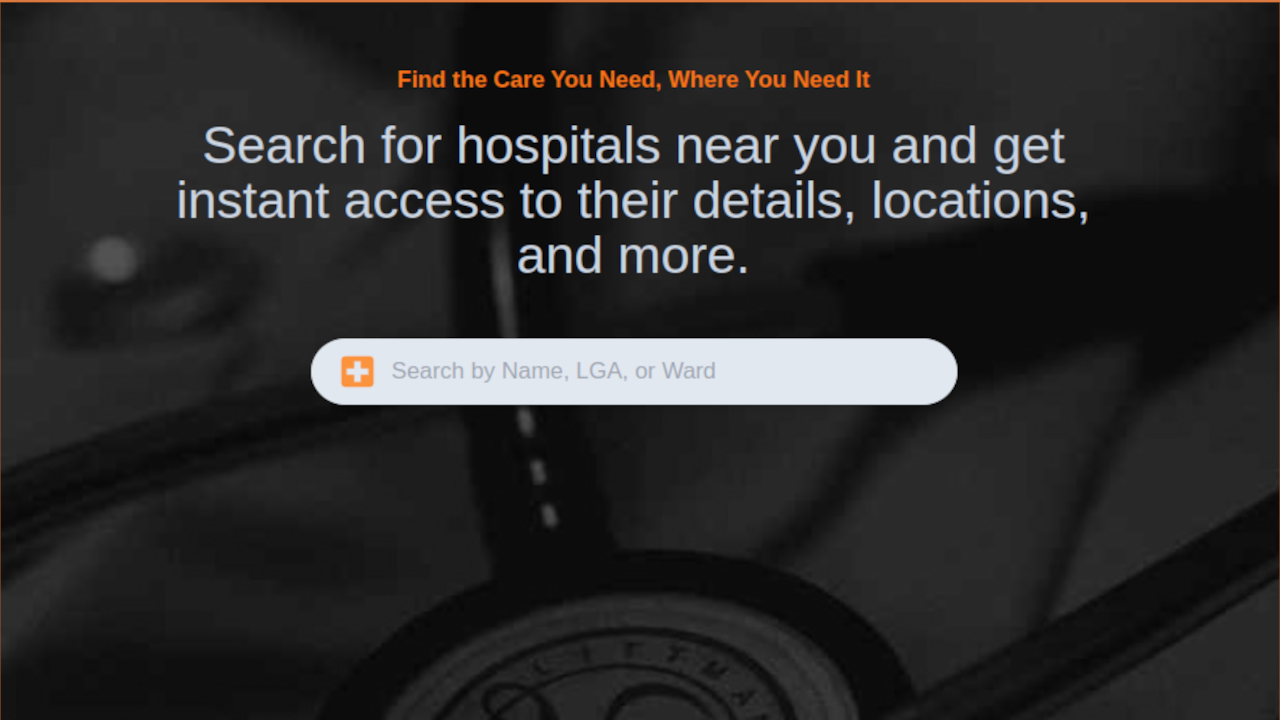 Find the Care You Need, Where You Need It
Search for hospitals near you and get
instant access to their details, locations,
and more.
Search by Name, LGA, or Ward
LITTMA